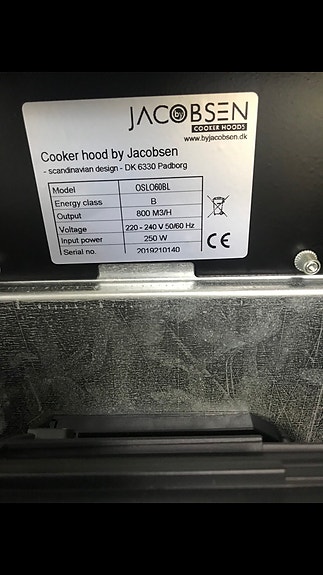 JACOBSEN
by
COOKER HOODS
www.byjacobsen.dk
Cooker hood by Jacobsen
- scandinavian design - DK 6330 Padborg
Model OSLO60BL
Energy class B
Output 800 M3/H
Voltage 220 - 240 V 50/60 Hz
Input power 250 W
Serial no. 2019210140
CE